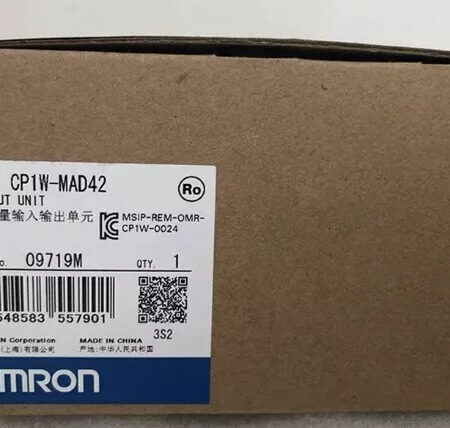 CP1W-MAD42
UT UNIT
量输入输出单元
Ro
MSIP-REM-OMR-
CP1W-0024
o. 09719M
QTY. 1
548583 557901
3S2
N Corporation
(上海)有限公司
MADE IN CHINA
产地:中华人民共和国
MRON